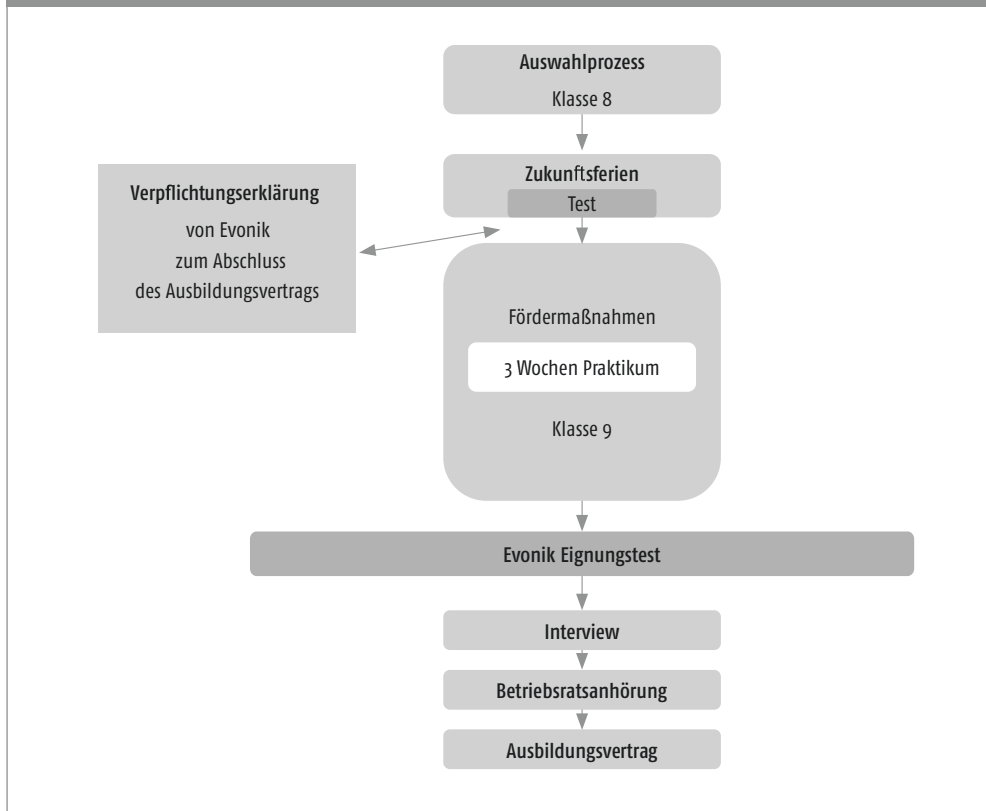 Auswahlprozess
Klasse 8
Zukunftsferien
Test
Verpflichtungserklärung
von Evonik
zum Abschluss
des Ausbildungsvertrags
Fördermaßnahmen
3 Wochen Praktikum
Klasse 9
Evonik Eignungstest
Interview
Betriebsratsanhörung
Ausbildungsvertrag